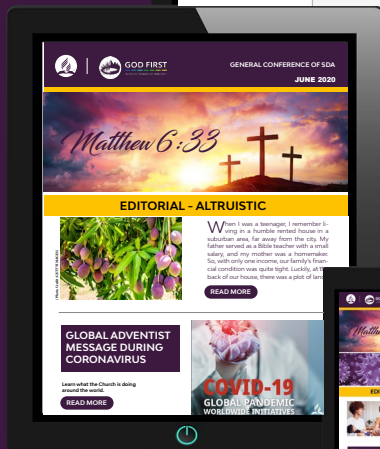 GOD FIRST
GENERAL CONFERENCE OF SDA
JUNE 2020
Matthew 6:33
EDITORIAL - ALTRUISTIC
When I was a teenager, I remember li-
ving in a humble rented house in a
suburban area, far away from the city. My
father served as a Bible teacher with a small
salary, and my mother was a homemaker.
So, with only one income, our family's finan-
cial condition was quite tight. Luckily, at
back of our house, there was a plot of
READ MORE
GLOBAL ADVENTIST
MESSAGE DURING
CORONAVIRUS
Learn what the Church is doing
around the world.
READ MORE
COVID-19
GLOBAL PANDEMIC
WORLDWIDE INITIATIVES